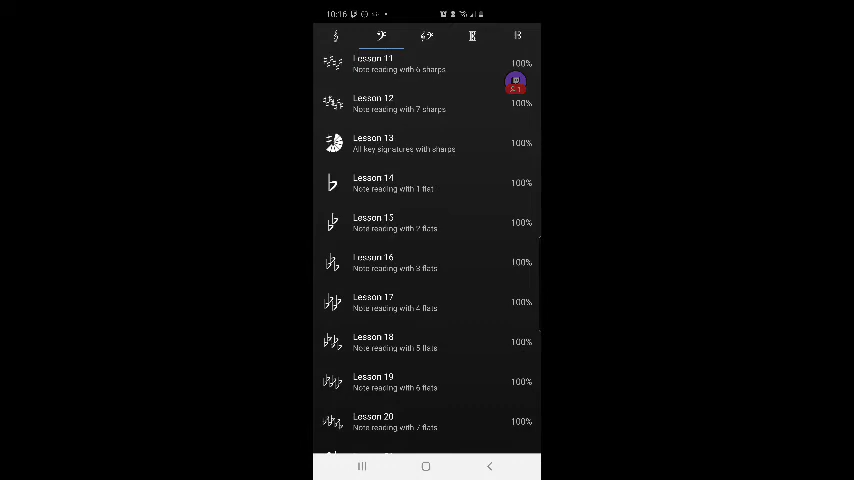 10:16
Lesson 11
Note reading with 6 sharps
100%
1
Lesson 12
Note reading with 7 sharps
100%
Lesson 13
All key signatures with sharps
100%
Lesson 14
Note reading with 1 flat
100%
Lesson 15
Note reading with 2 flats
100%
Lesson 16
Note reading with 3 flats
100%
Lesson 17
Note reading with 4 flats
100%
Lesson 18
Note reading with 5 flats
100%
Lesson 19
Note reading with 6 flats
100%
Lesson 20
Note reading with 7 flats
100%